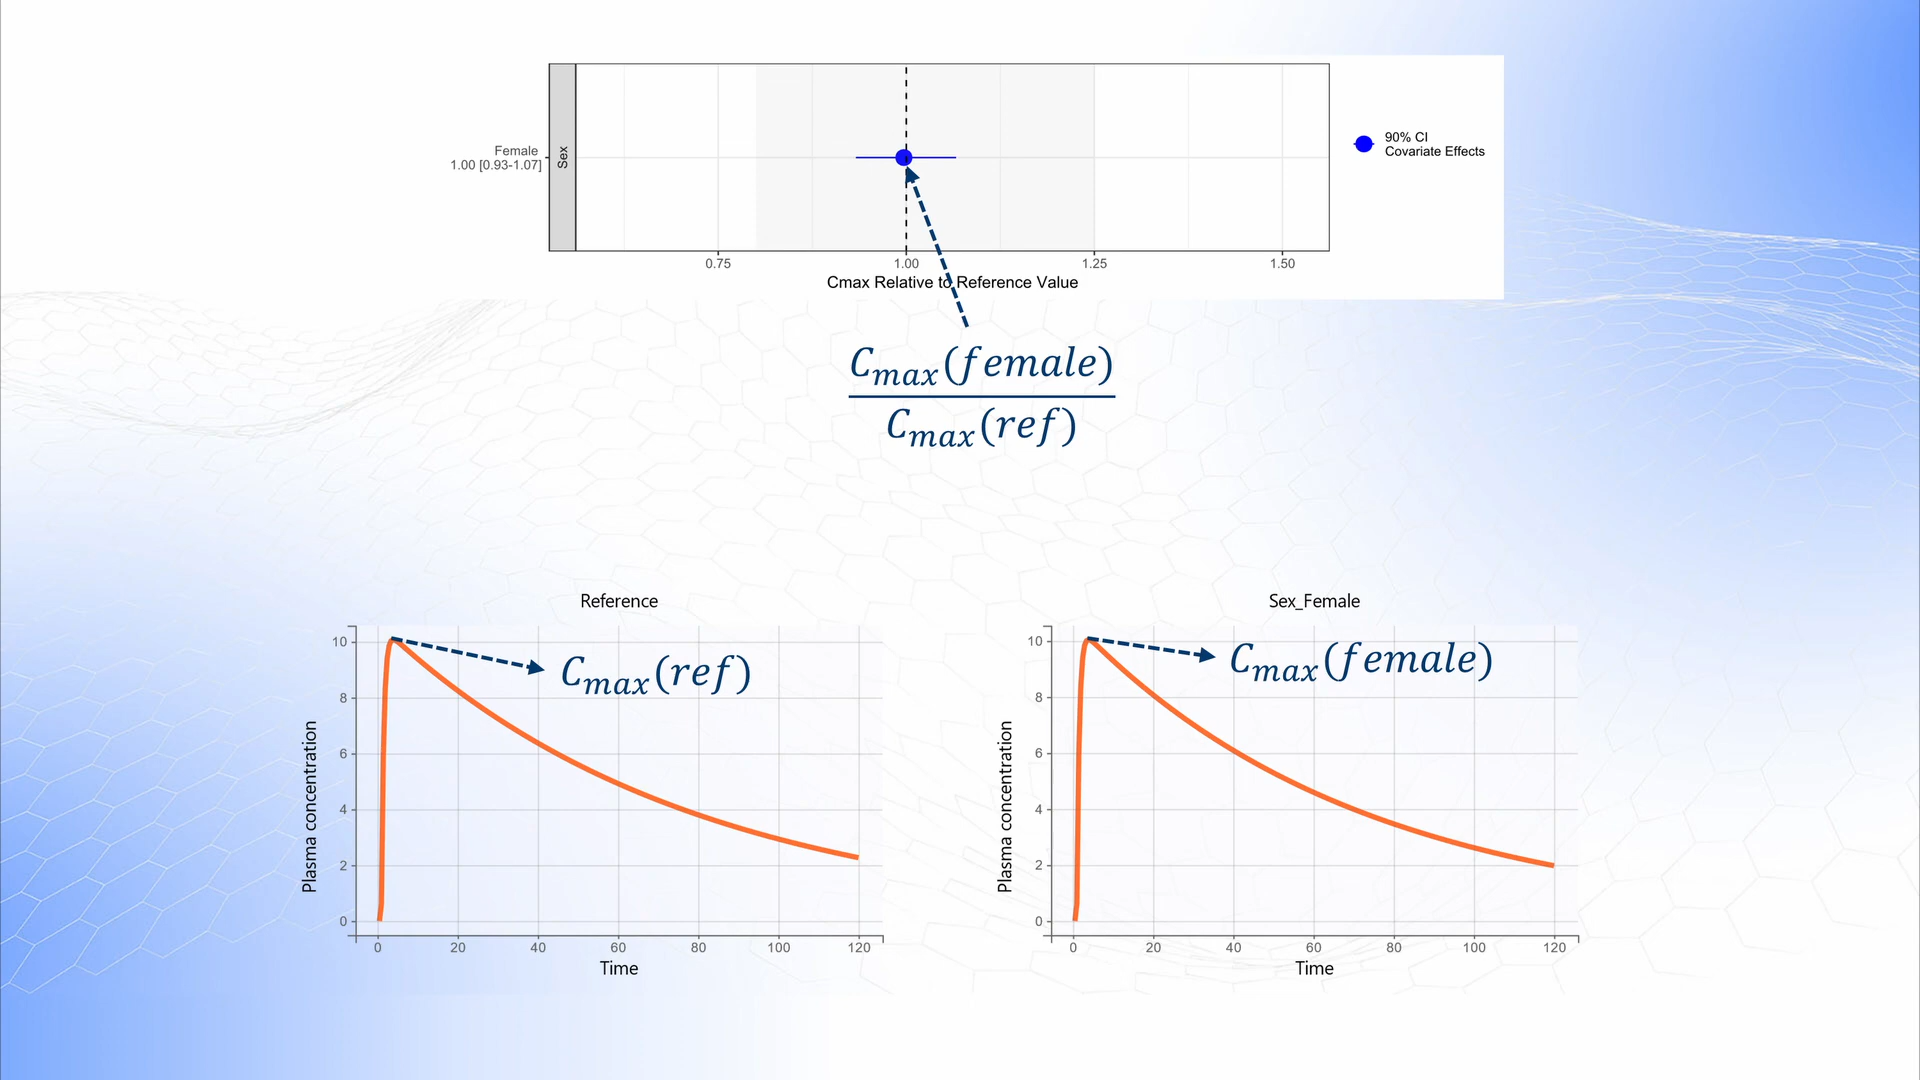 Female
1.00 [0.93-1.07]
Sex
90% CI
Covariate Effects
0.75 1.00 1.25 1.50
Cmax Relative to Reference Value
Cmax(female)
Cmax(ref)
Reference
Cmax(ref)
Plasma concentration
10
8
6
4
2
0
0 20 40 60 80 100 120
Time
Sex_Female
Cmax(female)
Plasma concentration
10
8
6
4
2
0
0 20 40 60 80 100 120
Time